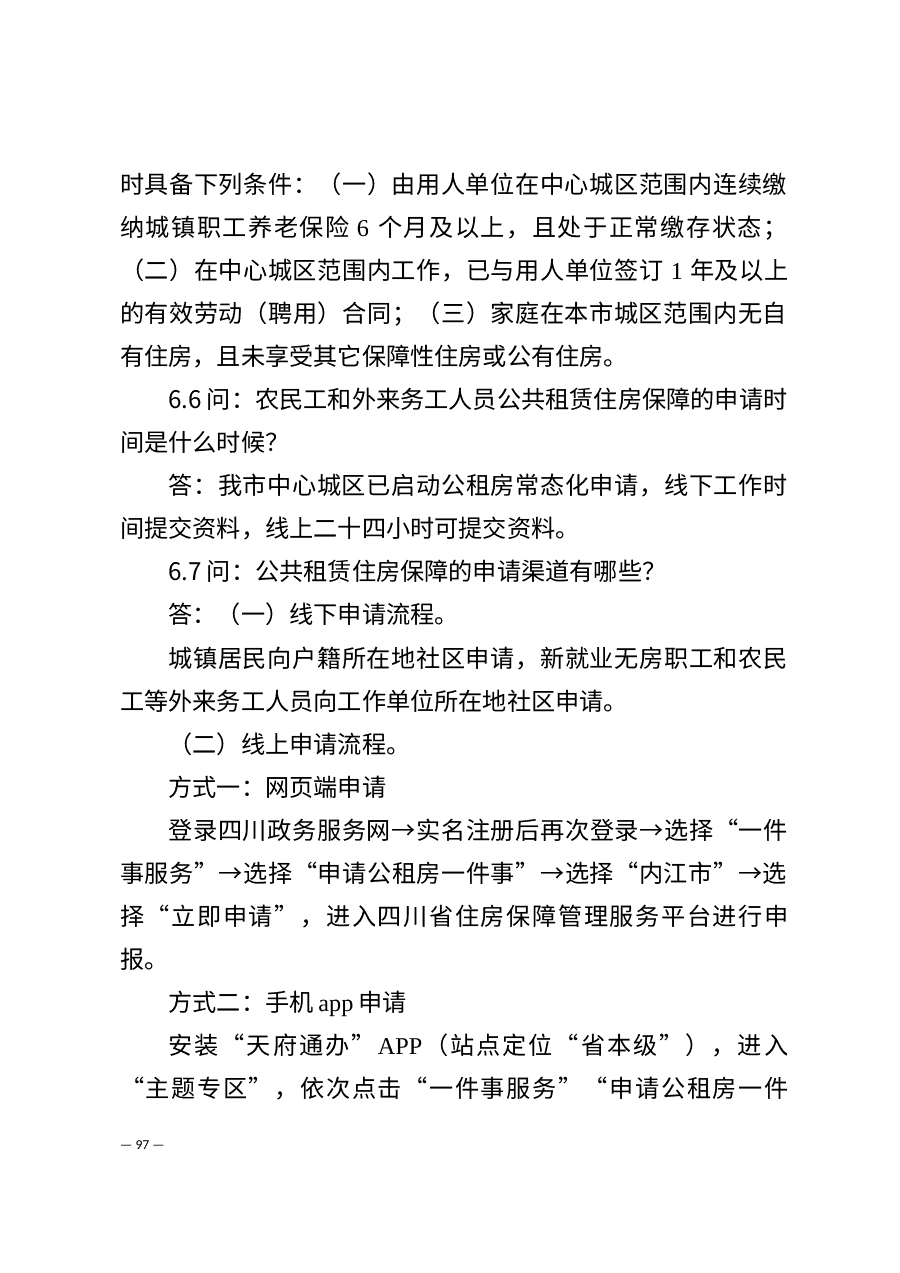 时具备下列条件：（一）由用人单位在中心城区范围内连续缴
纳城镇职工养老保险 6 个月及以上，且处于正常缴存状态；
（二）在中心城区范围内工作，已与用人单位签订 1 年及以上
的有效劳动（聘用）合同；（三）家庭在本市城区范围内无自
有住房，且未享受其它保障性住房或公有住房。
6.6 问：农民工和外来务工人员公共租赁住房保障的申请时
间是什么时候？
答：我市中心城区已启动公租房常态化申请，线下工作时
间提交资料，线上二十四小时可提交资料。
6.7 问：公共租赁住房保障的申请渠道有哪些？
答：（一）线下申请流程。
城镇居民向户籍所在地社区申请，新就业无房职工和农民
工等外来务工人员向工作单位所在地社区申请。
（二）线上申请流程。
方式一：网页端申请
登录四川政务服务网→实名注册后再次登录→选择“一件
事服务”→选择“申请公租房一件事”→选择“内江市”→选
择“立即申请”，进入四川省住房保障管理服务平台进行申
报。
方式二：手机 app 申请
安装“天府通办”APP（站点定位“省本级”），进入
“主题专区”，依次点击“一件事服务”“申请公租房一件
— 97 —